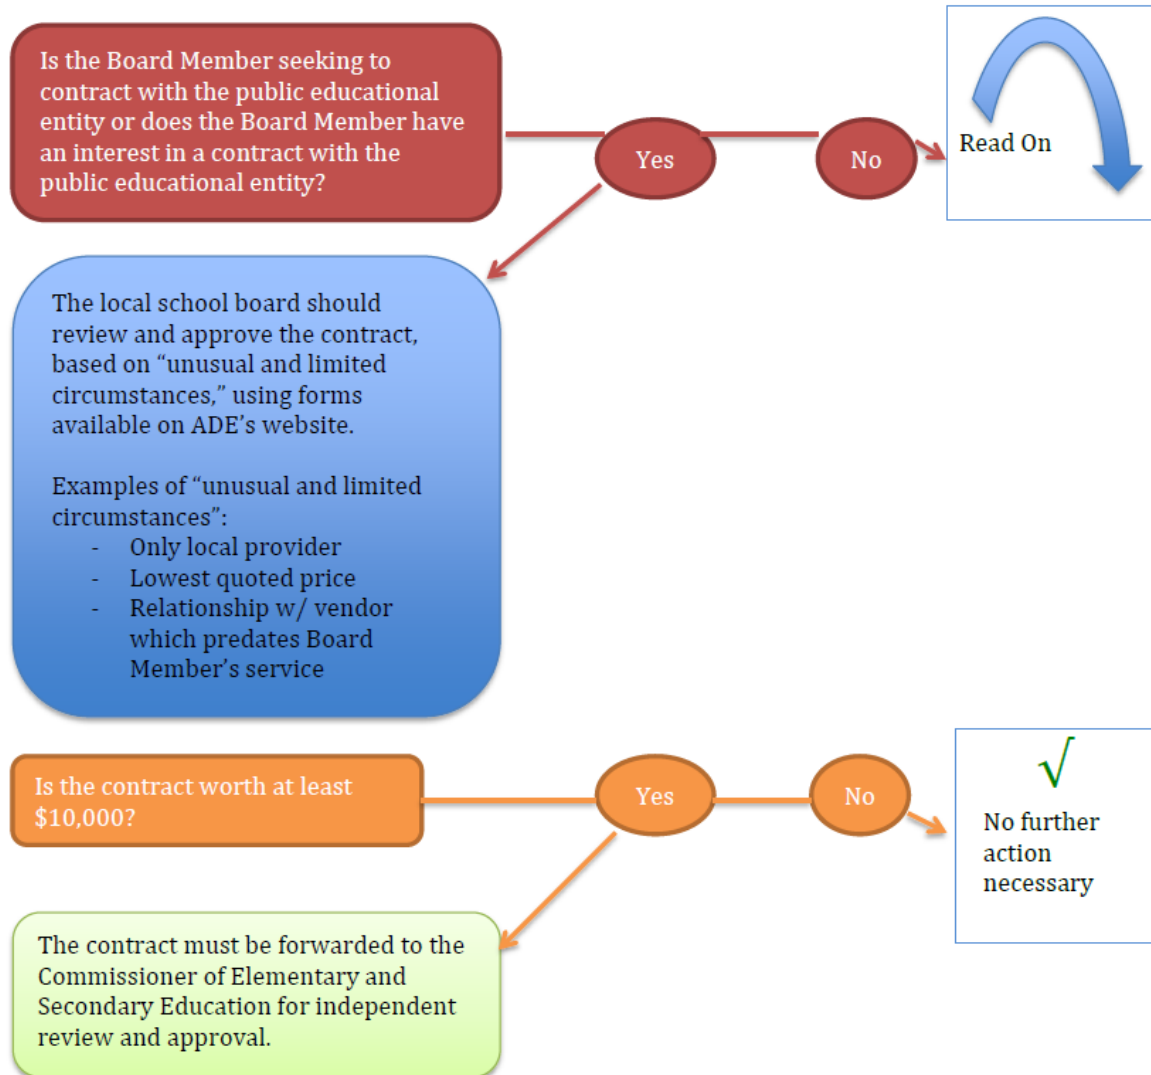 Is the Board Member seeking to
contract with the public educational
entity or does the Board Member have
an interest in a contract with the
public educational entity?
Yes
No
Read On
The local school board should
review and approve the contract,
based on “unusual and limited
circumstances,” using forms
available on ADE’s website.
Examples of “unusual and limited
circumstances”:
- Only local provider
- Lowest quoted price
- Relationship w/ vendor
which predates Board
Member’s service
Is the contract worth at least
$10,000?
Yes
No
√
No further
action
necessary
The contract must be forwarded to the
Commissioner of Elementary and
Secondary Education for independent
review and approval.